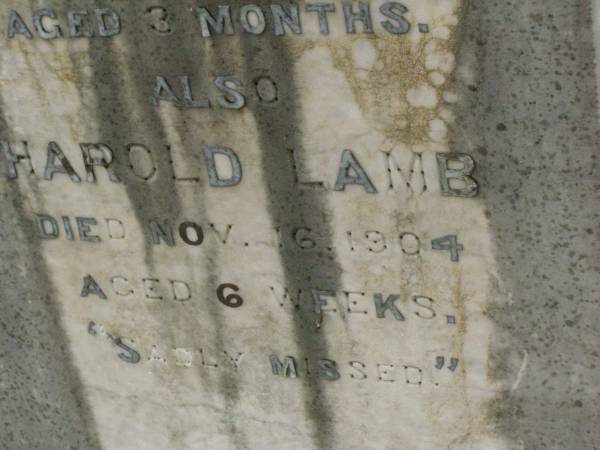 AGED 3 MONTHS.
ALSO
HAROLD LAMB
DIED NOV. 16. 1904
AGED 6 WEEKS.
"SADLY MISSED."